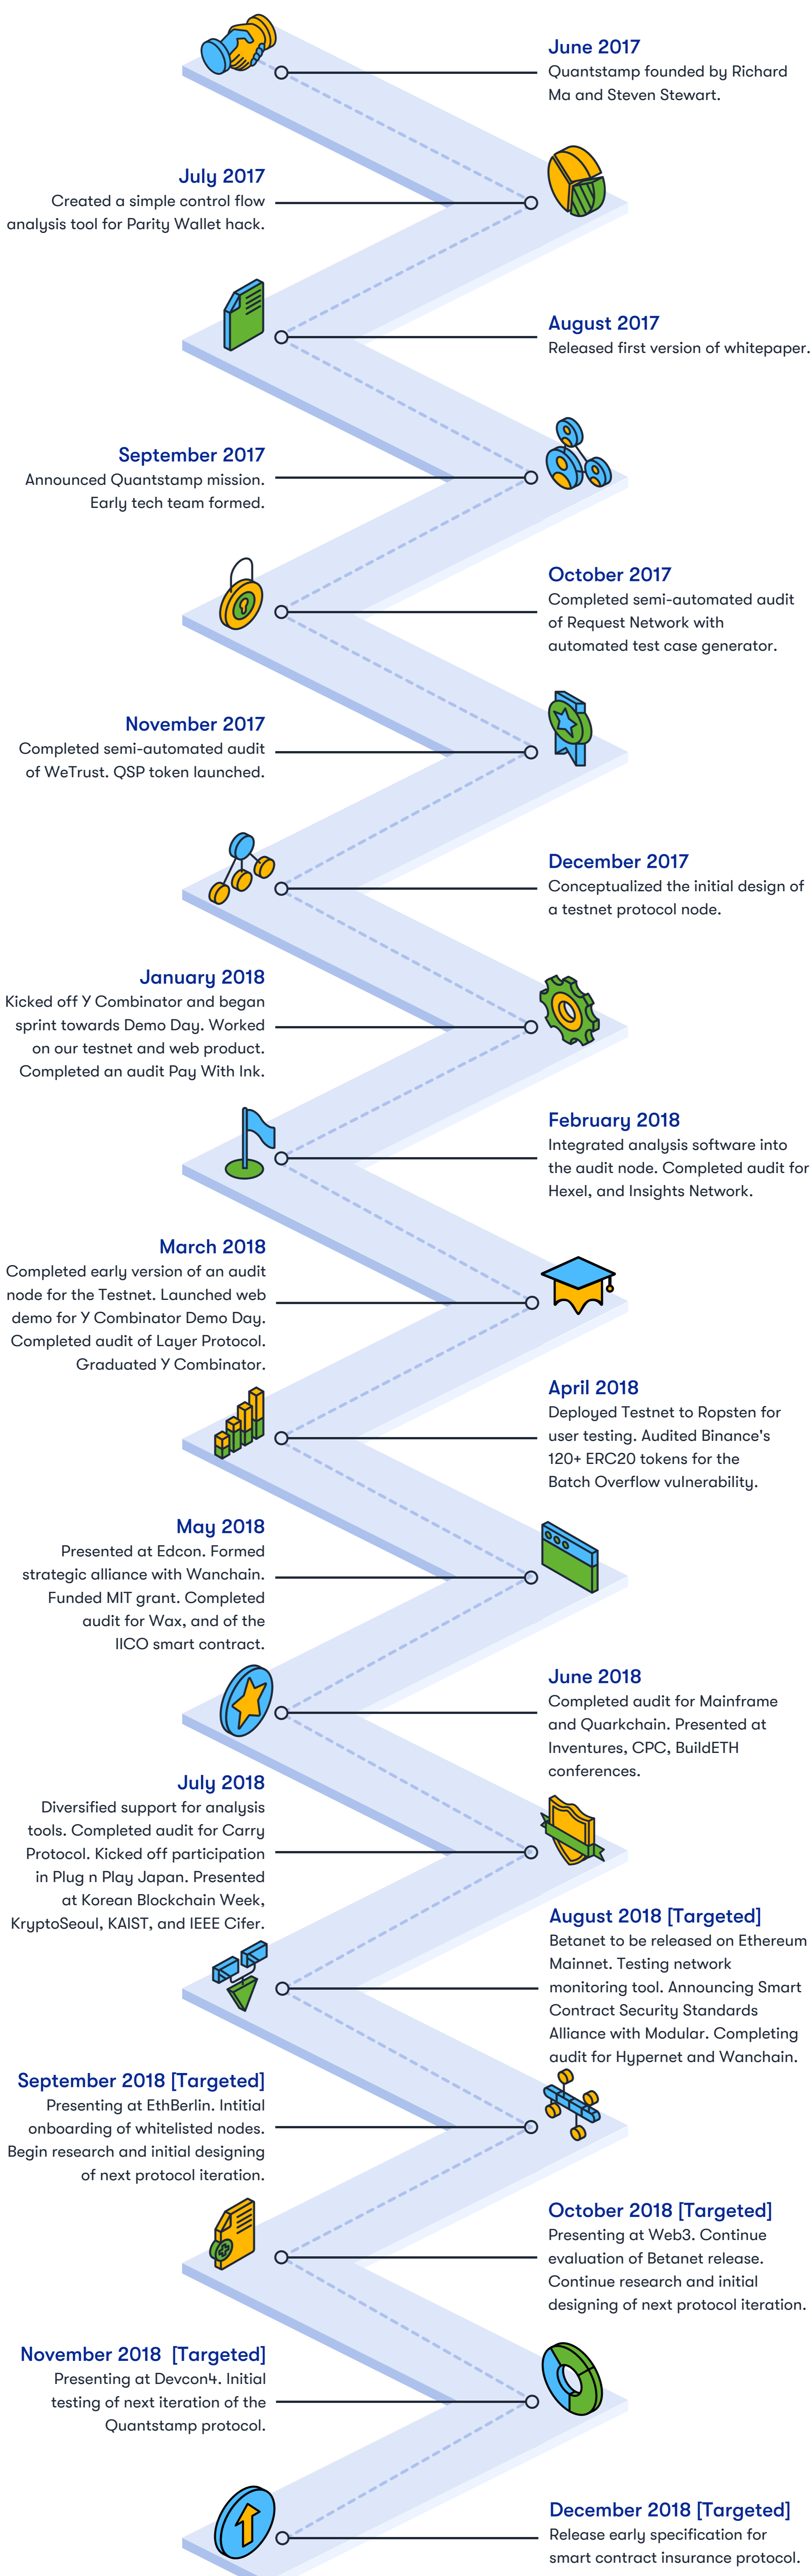 June 2017
Quantstamp founded by Richard
Ma and Steven Stewart.
July 2017
Created a simple control flow
analysis tool for Parity Wallet hack.
August 2017
Released first version of whitepaper.
September 2017
Announced Quantstamp mission.
Early tech team formed.
October 2017
Completed semi-automated audit
of Request Network with
automated test case generator.
November 2017
Completed semi-automated audit
of WeTrust. QSP token launched.
December 2017
Conceptualized the initial design of
a testnet protocol node.
January 2018
Kicked off Y Combinator and began
sprint towards Demo Day. Worked
on our testnet and web product.
Completed an audit Pay With Ink.
February 2018
Integrated analysis software into
the audit node. Completed audit for
Hexel, and Insights Network.
March 2018
Completed early version of an audit
node for the Testnet. Launched web
demo for Y Combinator Demo Day.
Completed audit of Layer Protocol.
Graduated Y Combinator.
April 2018
Deployed Testnet to Ropsten for
user testing. Audited Binance's
120+ ERC20 tokens for the
Batch Overflow vulnerability.
May 2018
Presented at Edcon. Formed
strategic alliance with Wanchain.
Funded MIT grant. Completed
audit for Wax, and of the
IICO smart contract.
June 2018
Completed audit for Mainframe
and Quarkchain. Presented at
Inventures, CPC, BuildETH
conferences.
July 2018
Diversified support for analysis
tools. Completed audit for Carry
Protocol. Kicked off participation
in Plug n Play Japan. Presented
at Korean Blockchain Week,
KryptoSeoul, KAIST, and IEEE Cifer.
August 2018 [Targeted]
Betanet to be released on Ethereum
Mainnet. Testing network
monitoring tool. Announcing Smart
Contract Security Standards
Alliance with Modular. Completing
audit for Hypernet and Wanchain.
September 2018 [Targeted]
Presenting at EthBerlin. Intitial
onboarding of whitelisted nodes.
Begin research and initial designing
of next protocol iteration.
October 2018 [Targeted]
Presenting at Web3. Continue
evaluation of Betanet release.
Continue research and initial
designing of next protocol iteration.
November 2018 [Targeted]
Presenting at Devcon4. Initial
testing of next iteration of the
Quantstamp protocol.
December 2018 [Targeted]
Release early specification for
smart contract insurance protocol.